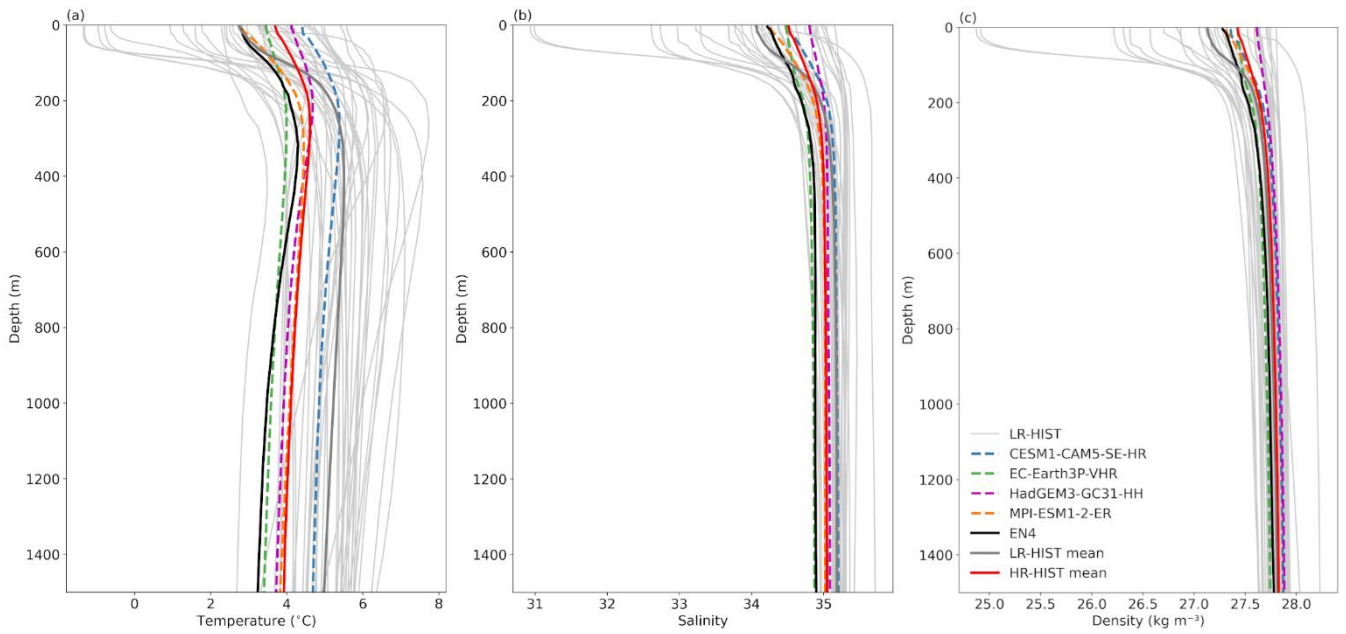 (a)
0
200
400
600
800
1000
1200
1400
Depth (m)
0 2 4 6 8
Temperature (°C)
(b)
0
200
400
600
800
1000
1200
1400
Depth (m)
31 32 33 34 35
Salinity
(c)
0
200
400
600
800
1000
1200
1400
Depth (m)
LR-HIST
CESM1-CAM5-SE-HR
EC-Earth3P-VHR
HadGEM3-GC31-HH
MPI-ESM1-2-ER
EN4
LR-HIST mean
HR-HIST mean
25.0 25.5 26.0 26.5 27.0 27.5 28.0
Density (kg m⁻³)